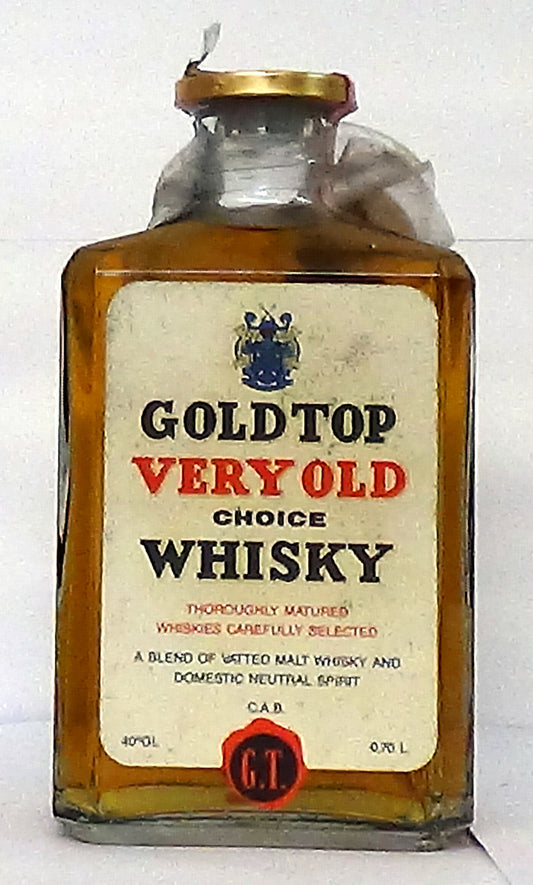 GOLD TOP
VERY OLD
CHOICE
WHISKY
THOROUGHLY MATURED
WHISKIES CAREFULLY SELECTED
A BLEND OF VATTED MALT WHISKY AND
DOMESTIC NEUTRAL SPIRIT
C.A.B.
40°GL 0,70 L
G.T.